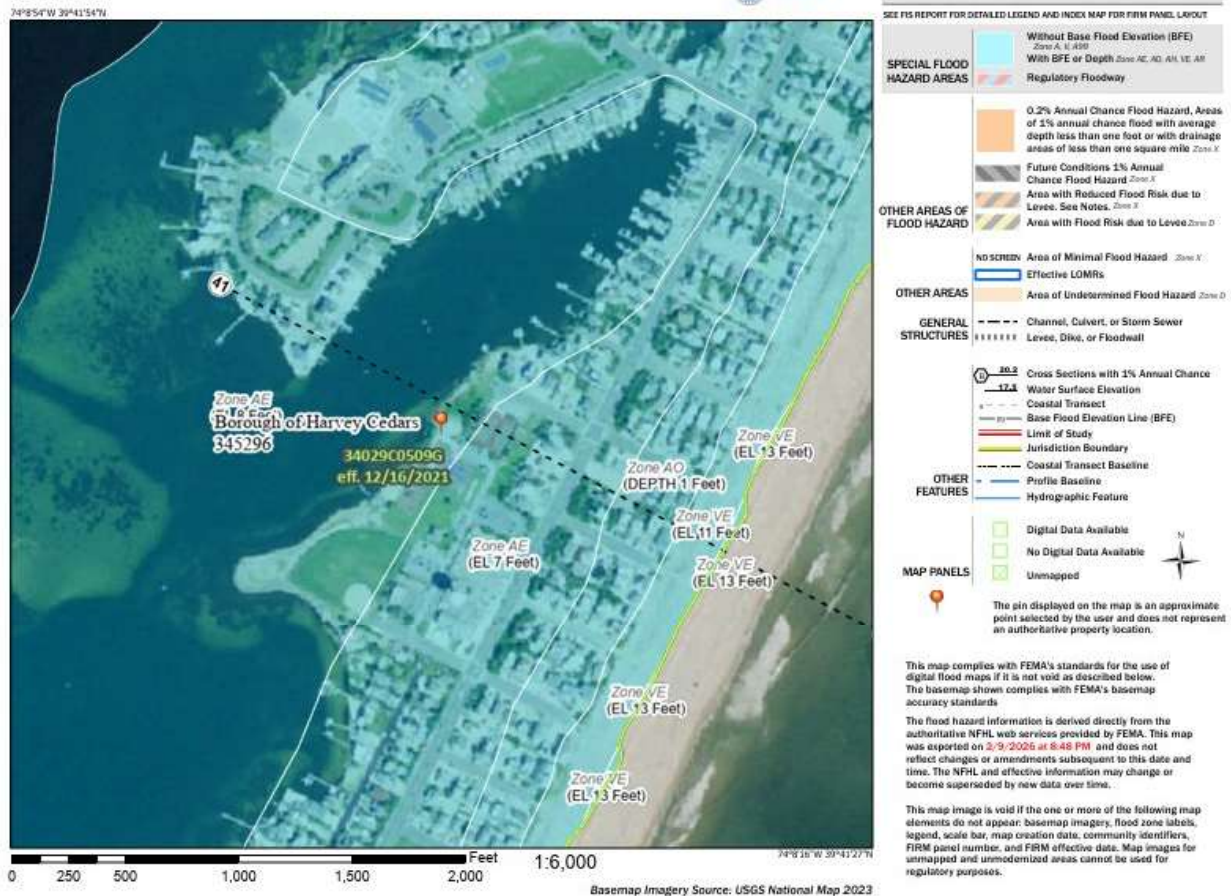 74°8'54"W 39°41'54"N
41
Zone AE
Borough of Harvey Cedars
345296
34029C0509G
eff. 12/16/2021
Zone AE
(EL 7 Feet)
Zone AO
(DEPTH 1 Feet)
Zone VE
(EL 13 Feet)
Zone VE
(EL 11 Feet)
Zone VE
(EL 13 Feet)
Zone VE
(EL 13 Feet)
Zone VE
(EL 13 Feet)
74°8'16"W 39°41'27"N
0 250 500 1,000 1,500 2,000
Feet
1:6,000
Basemap Imagery Source: USGS National Map 2023
SEE FIS REPORT FOR DETAILED LEGEND AND INDEX MAP FOR FIRM PANEL LAYOUT
SPECIAL FLOOD
HAZARD AREAS
Without Base Flood Elevation (BFE)
Zone A, V, A99
With BFE or Depth Zone AE, AO, AH, VE, AR
Regulatory Floodway
OTHER AREAS OF
FLOOD HAZARD
0.2% Annual Chance Flood Hazard, Areas
of 1% annual chance flood with average
depth less than one foot or with drainage
areas of less than one square mile Zone X
Future Conditions 1% Annual
Chance Flood Hazard Zone X
Area with Reduced Flood Risk due to
Levee. See Notes. Zone X
Area with Flood Risk due to Levee Zone D
OTHER AREAS
NO SCREEN Area of Minimal Flood Hazard Zone X
Effective LOMRs
Area of Undetermined Flood Hazard Zone D
GENERAL
STRUCTURES
Channel, Culvert, or Storm Sewer
Levee, Dike, or Floodwall
OTHER
FEATURES
20.2 Cross Sections with 1% Annual Chance
17.5 Water Surface Elevation
Coastal Transect
Base Flood Elevation Line (BFE)
Limit of Study
Jurisdiction Boundary
Coastal Transect Baseline
Profile Baseline
Hydrographic Feature
MAP PANELS
Digital Data Available
No Digital Data Available
Unmapped
N
The pin displayed on the map is an approximate
point selected by the user and does not represent
an authoritative property location.
This map complies with FEMA's standards for the use of
digital flood maps if it is not void as described below.
The basemap shown complies with FEMA's basemap
accuracy standards
The flood hazard information is derived directly from the
authoritative NFHL web services provided by FEMA. This map
was exported on 2/9/2026 at 8:48 PM and does not
reflect changes or amendments subsequent to this date and
time. The NFHL and effective information may change or
become superseded by new data over time.
This map image is void if the one or more of the following map
elements do not appear: basemap imagery, flood zone labels,
legend, scale bar, map creation date, community identifiers,
FIRM panel number, and FIRM effective date. Map images for
unmapped and unmodernized areas cannot be used for
regulatory purposes.